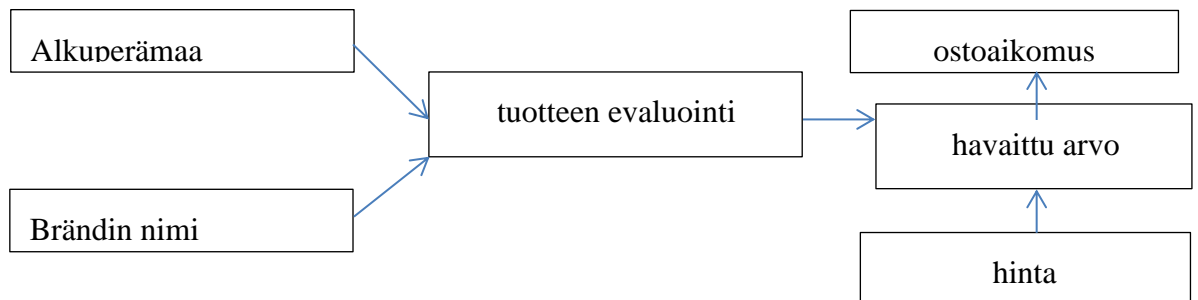 Alkuperämaa
ostoaikomus
tuotteen evaluointi
havaittu arvo
Brändin nimi
hinta